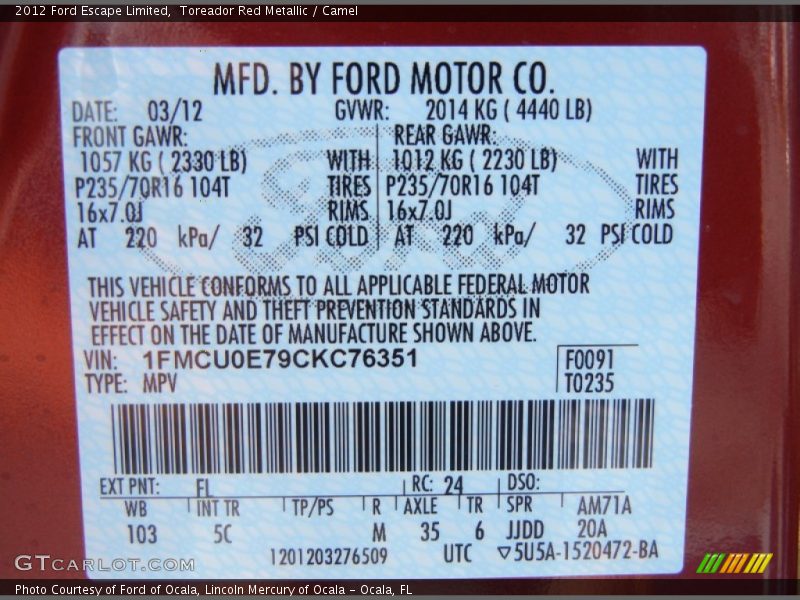 2012 Ford Escape Limited,  Toreador Red Metallic / Camel
MFD. BY FORD MOTOR CO.
DATE: 03/12 GVWR: 2014 KG ( 4440 LB)
FRONT GAWR: REAR GAWR:
1057 KG ( 2330 LB) WITH 1012 KG ( 2230 LB) WITH
P235/70R16 104T TIRES P235/70R16 104T TIRES
16x7.0J RIMS 16x7.0J RIMS
AT 220 kPa/ 32 PSI COLD AT 220 kPa/ 32 PSI COLD
Ford
THIS VEHICLE CONFORMS TO ALL APPLICABLE FEDERAL MOTOR
VEHICLE SAFETY AND THEFT PREVENTION STANDARDS IN
EFFECT ON THE DATE OF MANUFACTURE SHOWN ABOVE.
VIN: 1FMCU0E79CKC76351 F0091
TYPE: MPV T0235
EXT PNT: FL RC: 24 DSO:
WB INT TR TP/PS R AXLE TR SPR AM71A
103 5C M 35 6 JJDD 20A
1201203276509 UTC ▽5U5A-1520472-BA
GTCARLOT.COM
Photo Courtesy of Ford of Ocala, Lincoln Mercury of Ocala - Ocala, FL